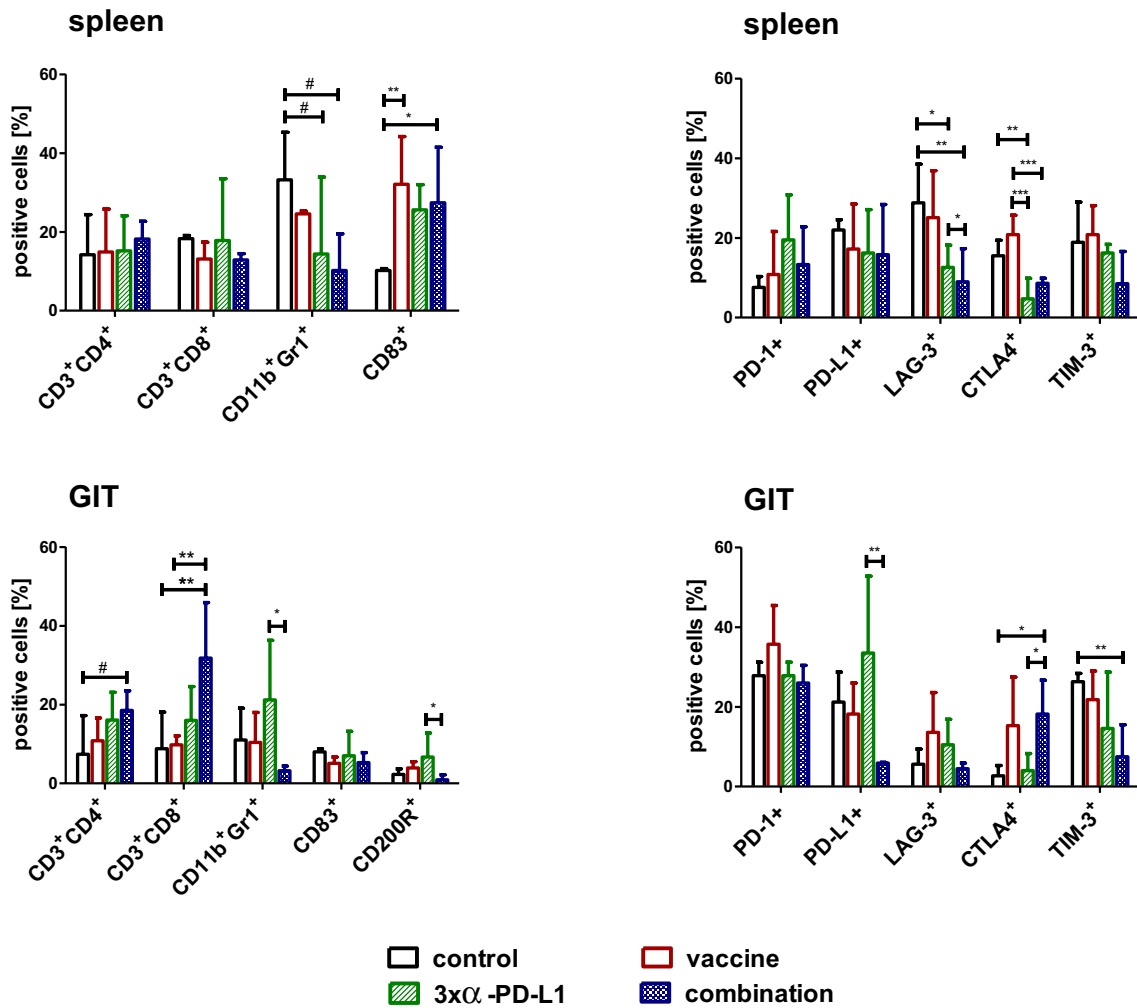 spleen
positive cells [%]
60
40
20
0
# # ** *
CD3+CD4+
CD3+CD8+
CD11b+Gr1+
CD83+
spleen
positive cells [%]
60
40
20
0
* ** * ** *** ***
PD-1+
PD-L1+
LAG-3+
CTLA4+
TIM-3+
GIT
positive cells [%]
60
40
20
0
# ** ** * *
CD3+CD4+
CD3+CD8+
CD11b+Gr1+
CD83+
CD200R+
GIT
positive cells [%]
60
40
20
0
** * * **
PD-1+
PD-L1+
LAG-3+
CTLA4+
TIM-3+
control
vaccine
3xα-PD-L1
combination